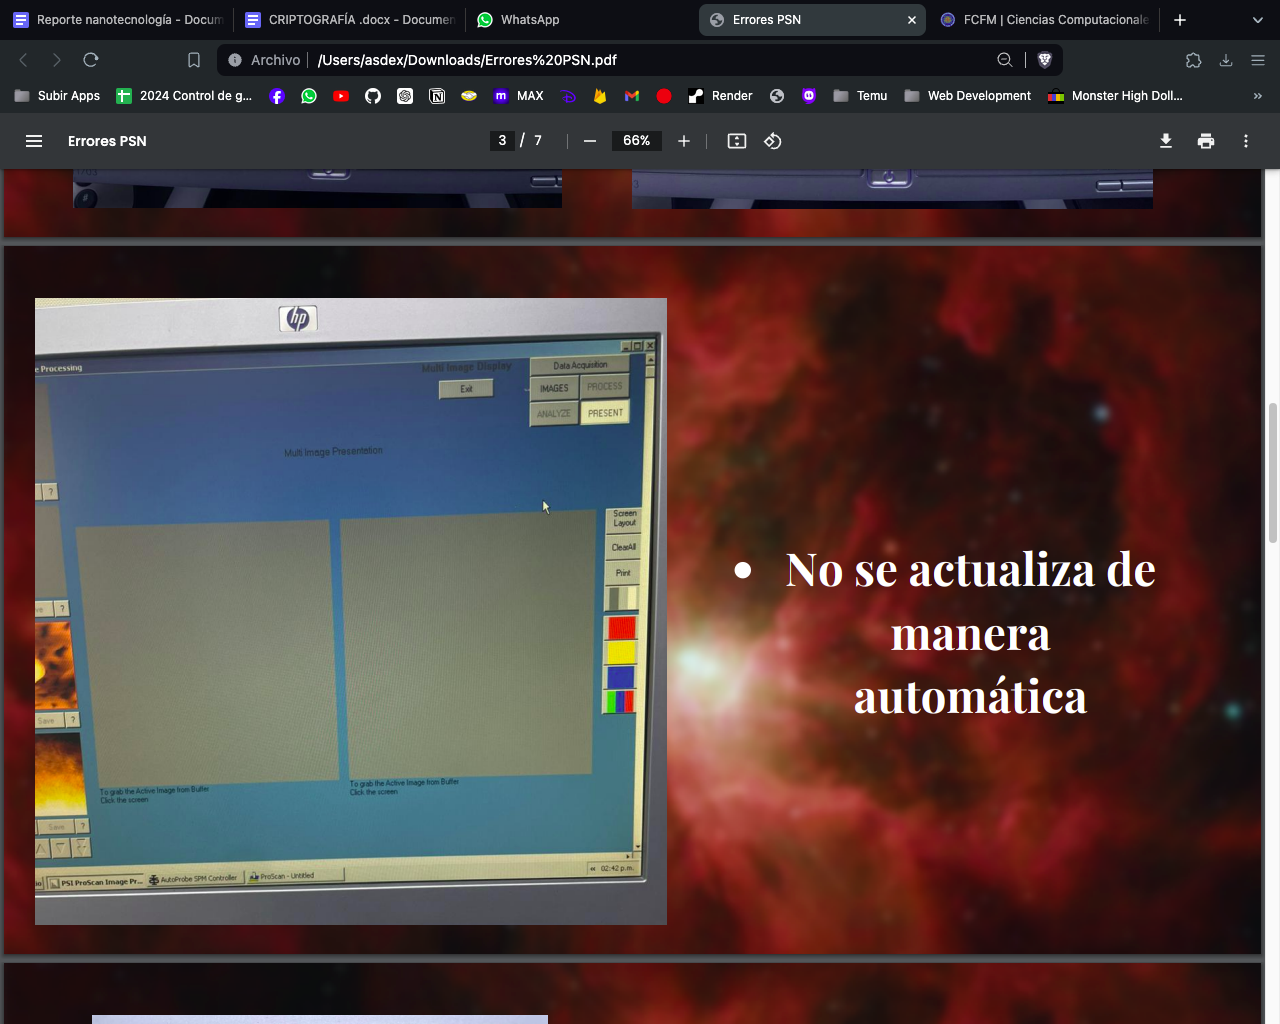 Reporte nanotecnología - Docum
CRIPTOGRAFÍA .docx - Documen
WhatsApp
Errores PSN
FCFM | Ciencias Computacionale
Archivo
/Users/asdex/Downloads/Errores%20PSN.pdf
Subir Apps
2024 Control de g...
MAX
Render
Temu
Web Development
Monster High Doll...
Errores PSN
3 / 7
66%
hp
e Processing
Multi Image Display
Exit
Data Acquisition
IMAGES
PROCESS
ANALYZE
PRESENT
Multi Image Presentation
?
Screen
Layout
ClearAll
Print
?
Save
?
Save
?
To grab the Active Image from Buffer
Click the screen
To grab the Active Image from Buffer
Click the screen
PSI ProScan Image Pr...
AutoProbe SPM Controller
ProScan - Untitled
02:42 p.m.
• No se actualiza de
manera
automática